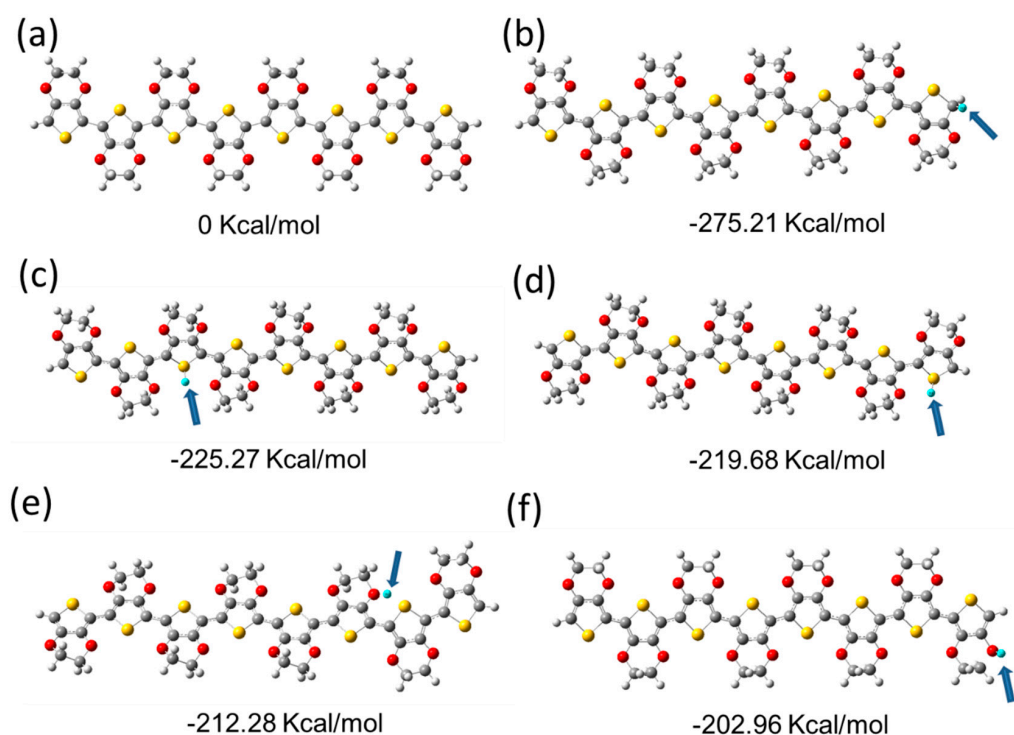 (a)
(b)
0 Kcal/mol
-275.21 Kcal/mol
(c)
(d)
-225.27 Kcal/mol
-219.68 Kcal/mol
(e)
(f)
-212.28 Kcal/mol
-202.96 Kcal/mol